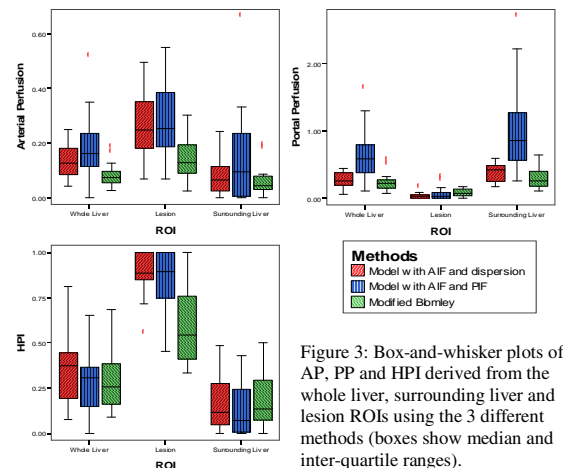 0.60
0.40
0.20
0.00
Arterial Perfusion
Whole Liver Lesion Surrounding Liver
ROI
2.00
1.00
0.00
Portal Perfusion
Whole Liver Lesion Surrounding Liver
ROI
1.00
0.75
0.50
0.25
0.00
HPI
Whole Liver Lesion Surrounding Liver
ROI
Methods
Model with AIF and dispersion
Model with AIF and PIF
Modified Blomley
Figure 3: Box-and-whisker plots of
AP, PP and HPI derived from the
whole liver, surrounding liver and
lesion ROIs using the 3 different
methods (boxes show median and
inter-quartile ranges).